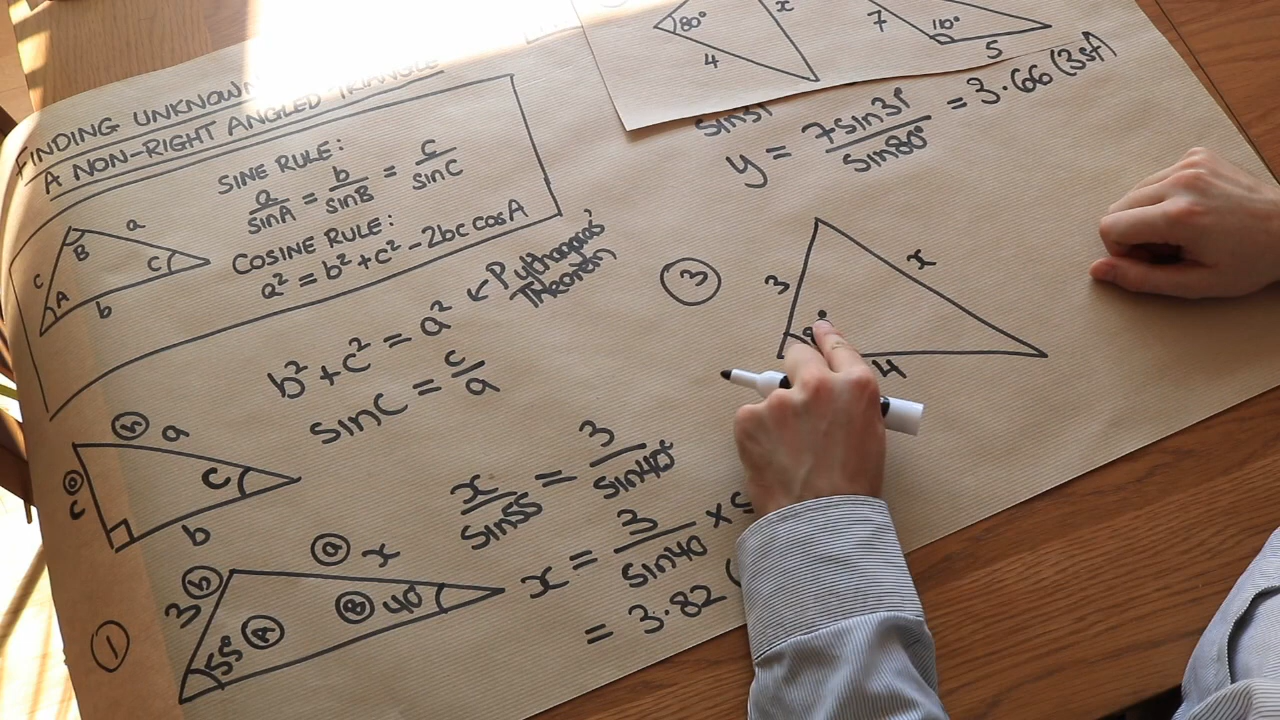 FINDING UNKNOWN
A NON-RIGHT ANGLED TRIANGLE
SINE RULE:
a/sinA = b/sinB = c/sinC
COSINE RULE:
a² = b² + c² - 2bc cosA
a
B
c
C
A
b
b² + c² = a² ← Pythagoras' Theorem
sinC = c/a
h
a
o
c
C
b
1
a
x
b
3
B
40
55°
A
x/sin55 = 3/sin40°
x = 3/sin40 ×
= 3.82 (
80°
x
4
7
110°
5
y = 7sin31/sin80° = 3.66 (3sf)
3
3
x
4